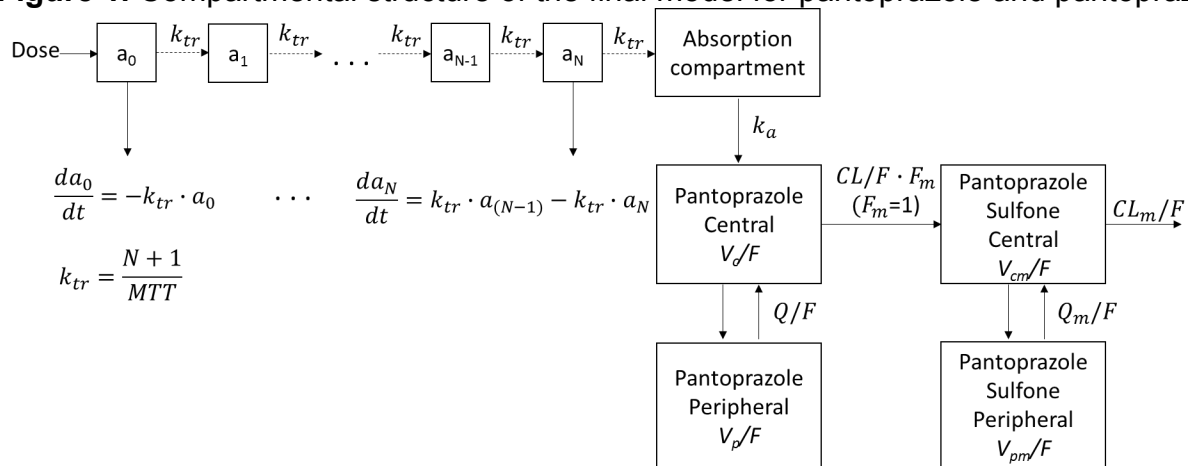 Figure 1. Compartmental structure of the final model for pantoprazole and pantopraz
Dose
a0
ktr
a1
ktr
. . .
ktr
aN-1
ktr
aN
ktr
Absorption
compartment
ka
da0/dt = −ktr · a0
· · ·
daN/dt = ktr · a(N−1) − ktr · aN
ktr = N + 1/MTT
Pantoprazole
Central
Vc/F
CL/F · Fm
(Fm=1)
Pantoprazole
Sulfone
Central
Vcm/F
CLm/F
Q/F
Qm/F
Pantoprazole
Peripheral
Vp/F
Pantoprazole
Sulfone
Peripheral
Vpm/F